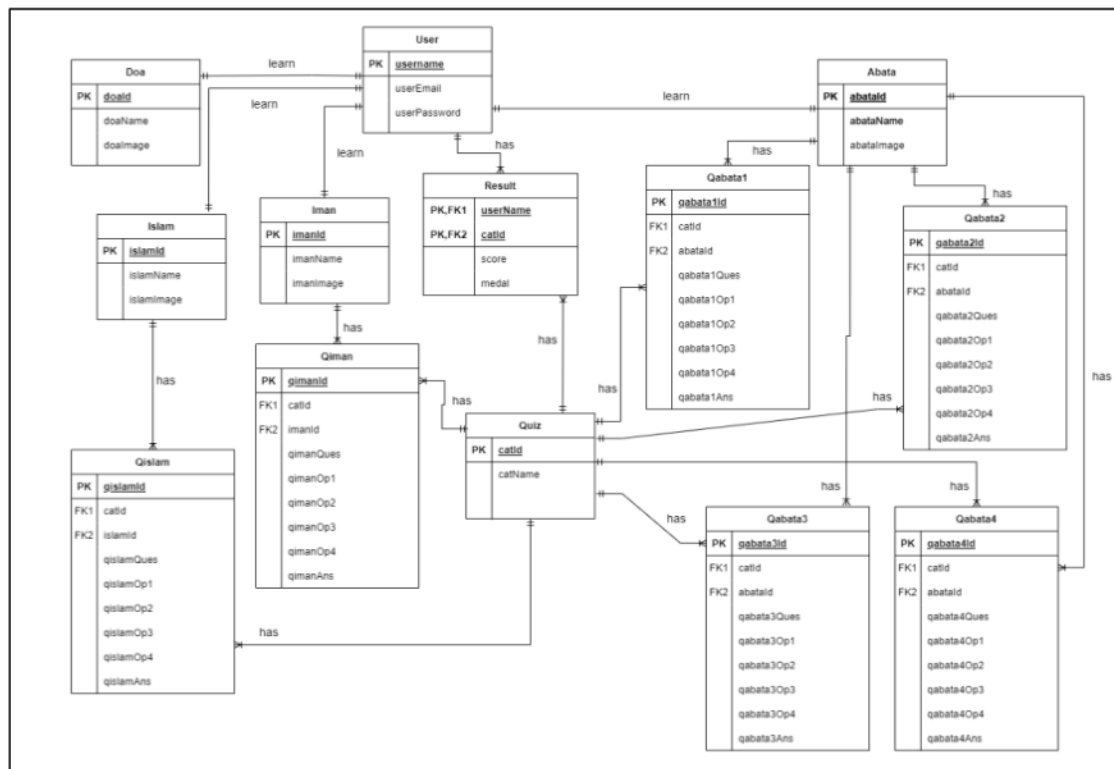 User
PK username
userEmail
userPassword
Doa
PK doaId
doaName
doaImage
Abata
PK abataId
abataName
abataImage
learn
learn
learn
learn
has
has
has
Result
PK,FK1 userName
PK,FK2 catId
score
medal
Qabata1
PK qabata1Id
FK1 catId
FK2 abataId
qabata1Ques
qabata1Op1
qabata1Op2
qabata1Op3
qabata1Op4
qabata1Ans
Qabata2
PK qabata2Id
FK1 catId
FK2 abataId
qabata2Ques
qabata2Op1
qabata2Op2
qabata2Op3
qabata2Op4
qabata2Ans
Islam
PK islamId
islamName
islamImage
Iman
PK imanId
imanName
imanImage
has
has
has
has
has
has
Qiman
PK qimanId
FK1 catId
FK2 imanId
qimanQues
qimanOp1
qimanOp2
qimanOp3
qimanOp4
qimanAns
Quiz
PK catId
catName
Qislam
PK qislamId
FK1 catId
FK2 islamId
qislamQues
qislamOp1
qislamOp2
qislamOp3
qislamOp4
qislamAns
has
has
has
has
Qabata3
PK qabata3Id
FK1 catId
FK2 abataId
qabata3Ques
qabata3Op1
qabata3Op2
qabata3Op3
qabata3Op4
qabata3Ans
Qabata4
PK qabata4Id
FK1 catId
FK2 abataId
qabata4Ques
qabata4Op1
qabata4Op2
qabata4Op3
qabata4Op4
qabata4Ans